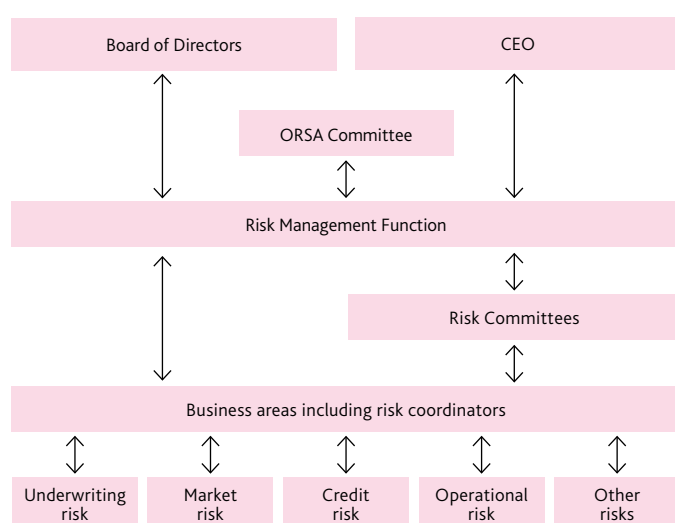 Board of Directors
CEO
ORSA Committee
Risk Management Function
Risk Committees
Business areas including risk coordinators
Underwriting
risk
Market
risk
Credit
risk
Operational
risk
Other
risks